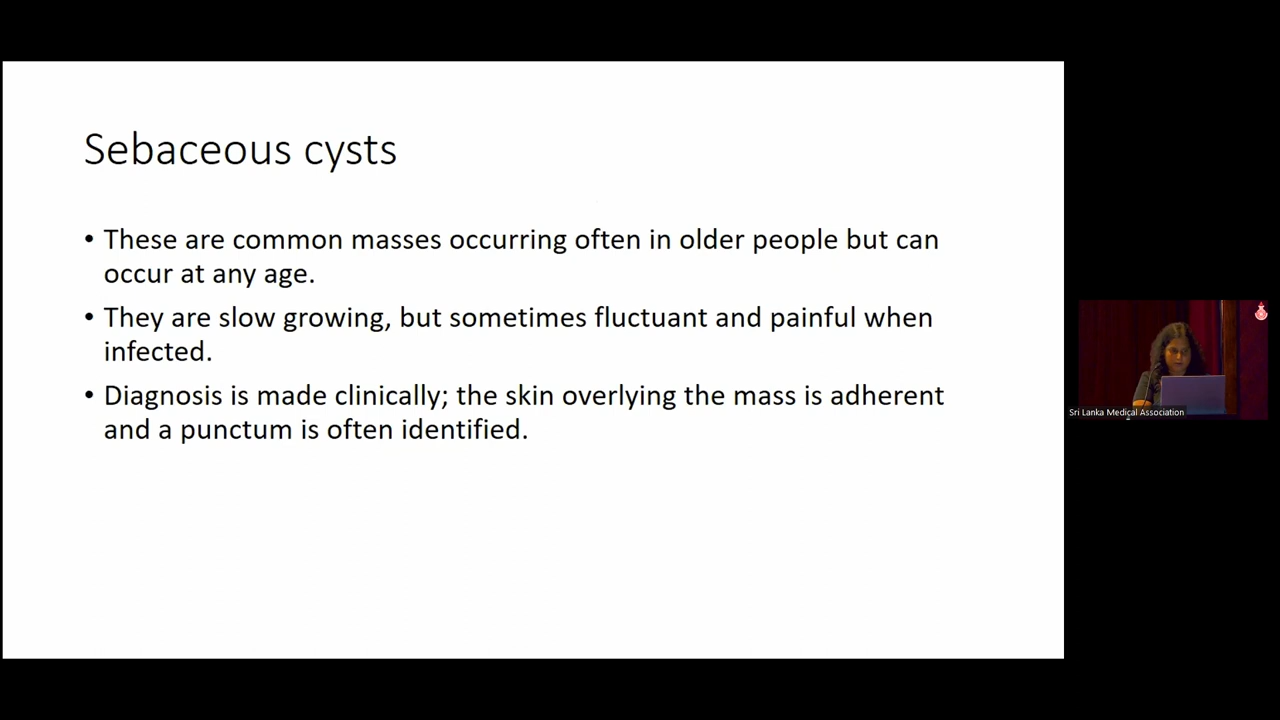 Sebaceous cysts
• These are common masses occurring often in older people but can
occur at any age.
• They are slow growing, but sometimes fluctuant and painful when
infected.
• Diagnosis is made clinically; the skin overlying the mass is adherent
and a punctum is often identified.
Sri Lanka Medical Association